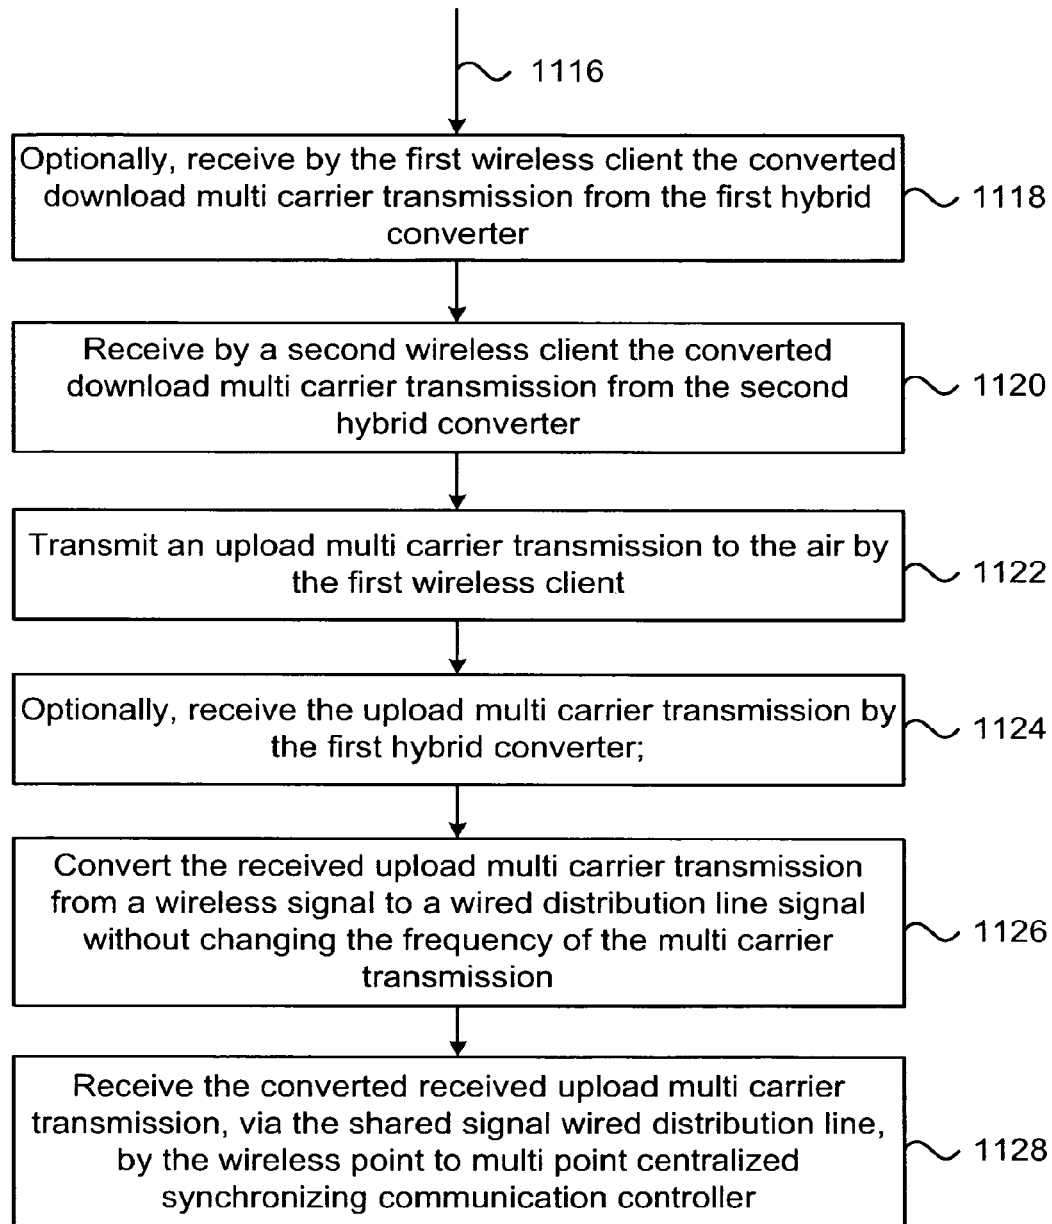 1116
Optionally, receive by the first wireless client the converted
download multi carrier transmission from the first hybrid
converter
1118
Receive by a second wireless client the converted
download multi carrier transmission from the second
hybrid converter
1120
Transmit an upload multi carrier transmission to the air by
the first wireless client
1122
Optionally, receive the upload multi carrier transmission by
the first hybrid converter;
1124
Convert the received upload multi carrier transmission
from a wireless signal to a wired distribution line signal
without changing the frequency of the multi carrier
transmission
1126
Receive the converted received upload multi carrier
transmission, via the shared signal wired distribution line,
by the wireless point to multi point centralized
synchronizing communication controller
1128